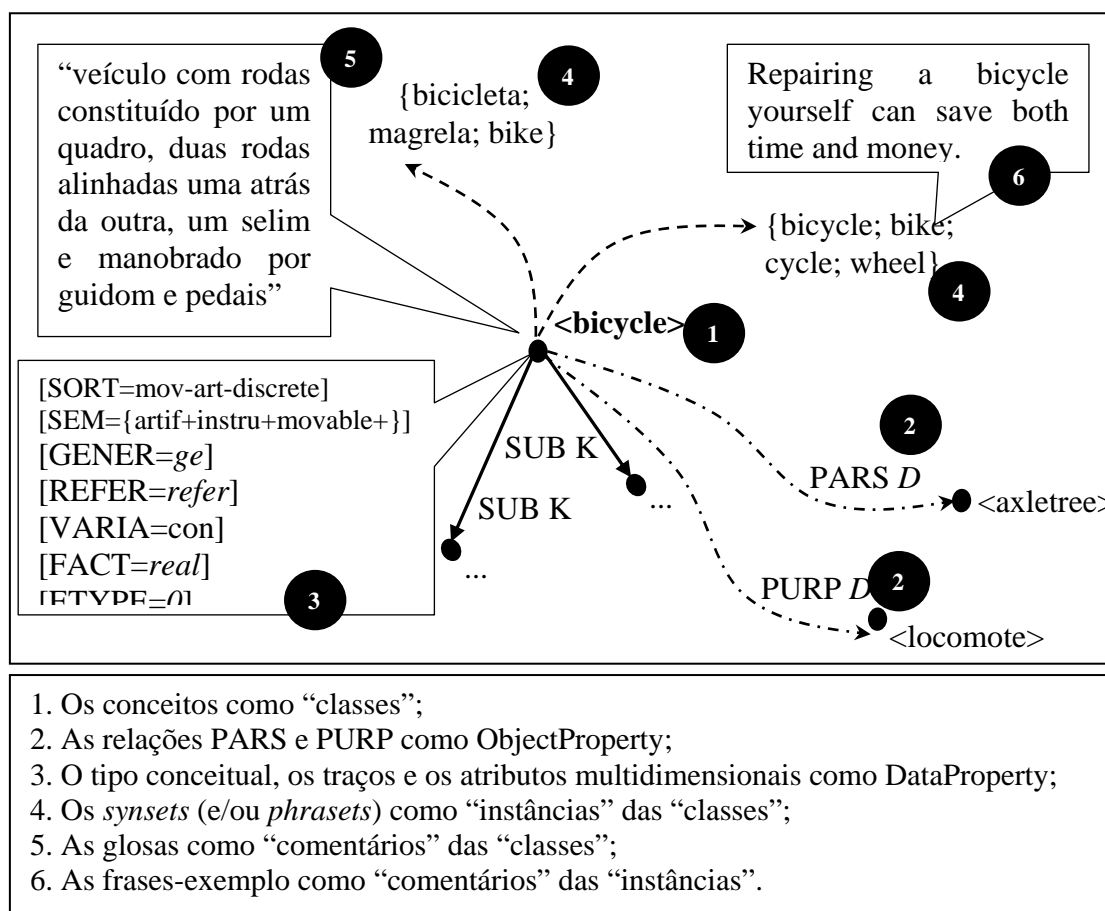 “veículo com rodas
constituído por um
quadro, duas rodas
alinhadas uma atrás
da outra, um selim
e manobrado por
guidom e pedais”
5
{bicicleta;
magrela; bike}
4
Repairing a bicycle
yourself can save both
time and money.
6
{bicycle; bike;
cycle; wheel}
4
<bicycle>
1
[SORT=mov-art-discrete]
[SEM={artif+instru+movable+}]
[GENER=ge]
[REFER=refer]
[VARIA=con]
[FACT=real]
[ETYPE=0]
3
SUB K
...
SUB K
...
2
PARS D
<axletree>
2
PURP D
<locomote>
1. Os conceitos como “classes”;
2. As relações PARS e PURP como ObjectProperty;
3. O tipo conceitual, os traços e os atributos multidimensionais como DataProperty;
4. Os synsets (e/ou phrasets) como “instâncias” das “classes”;
5. As glosas como “comentários” das “classes”;
6. As frases-exemplo como “comentários” das “instâncias”.